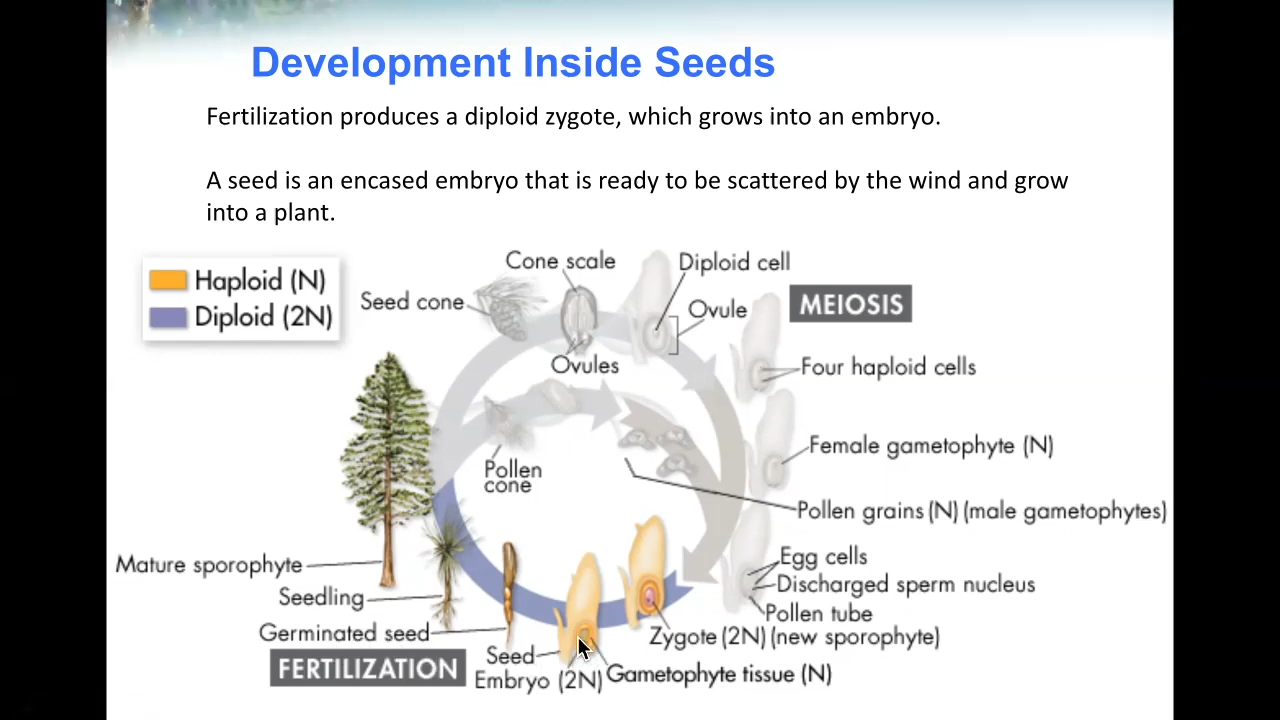 Development Inside Seeds
Fertilization produces a diploid zygote, which grows into an embryo.
A seed is an encased embryo that is ready to be scattered by the wind and grow
into a plant.
Haploid (N)
Diploid (2N)
Cone scale
Diploid cell
Seed cone
Ovule
MEIOSIS
Ovules
Four haploid cells
Female gametophyte (N)
Pollen
cone
Pollen grains (N) (male gametophytes)
Egg cells
Mature sporophyte
Discharged sperm nucleus
Seedling
Pollen tube
Germinated seed
Zygote (2N) (new sporophyte)
FERTILIZATION
Seed
Embryo (2N)
Gametophyte tissue (N)